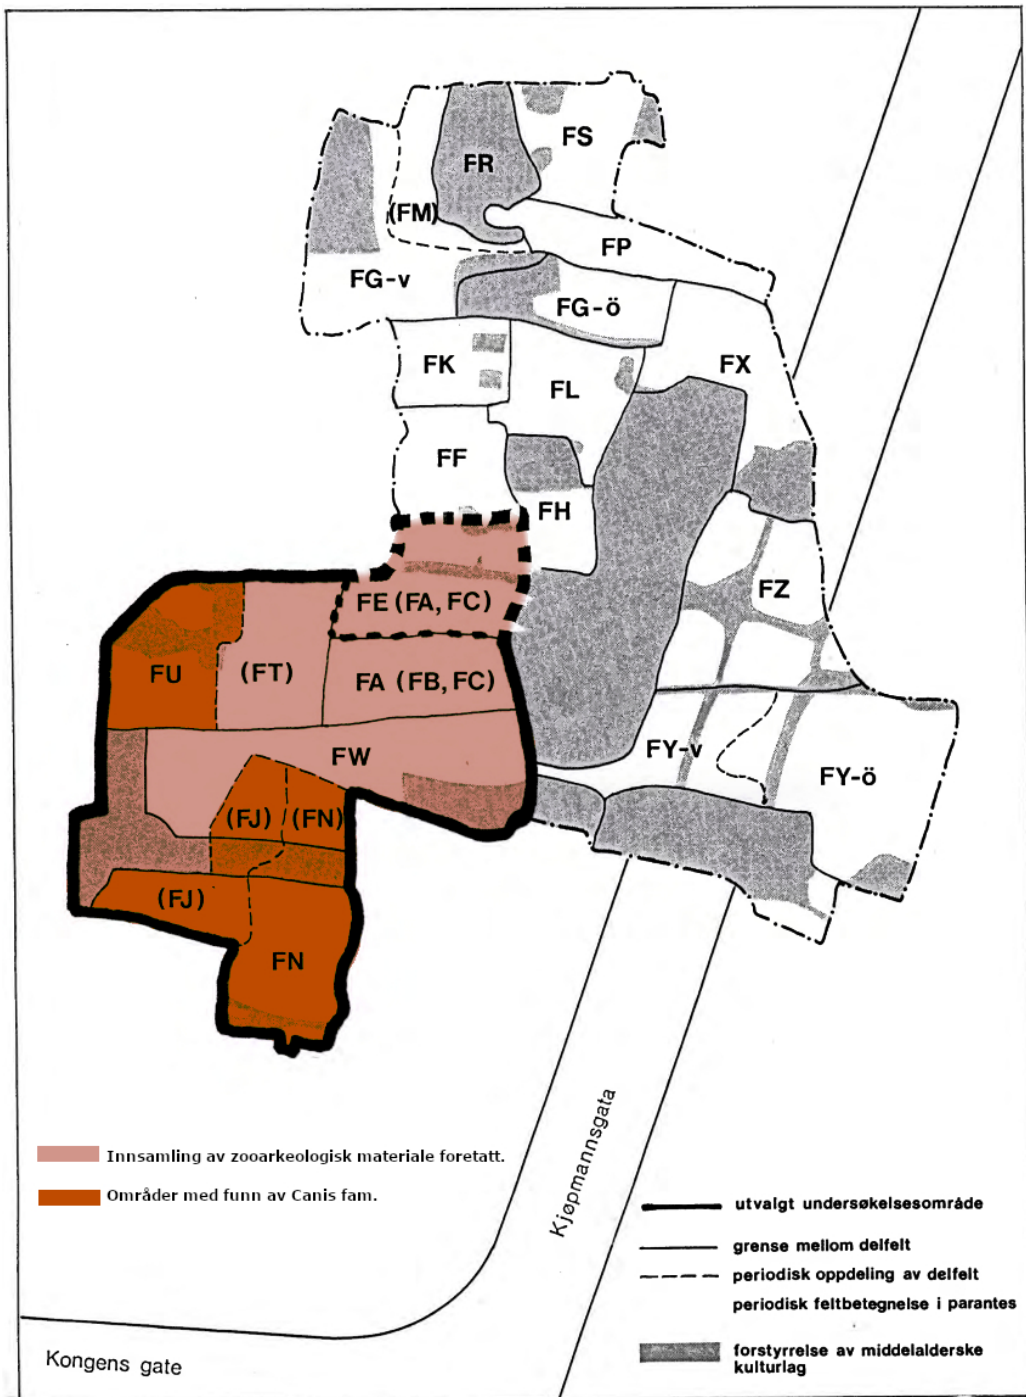 FS
FR
(FM)
FP
FG-v
FG-ö
FK
FX
FL
FF
FH
FZ
FE (FA, FC)
FU
(FT)
FA (FB, FC)
FW
FY-v
FY-ö
(FJ)
(FN)
(FJ)
FN
Innsamling av zooarkeologisk materiale foretatt.
Områder med funn av Canis fam.
Kjøpmannsgata
Kongens gate
utvalgt undersøkelsesområde
grense mellom delfelt
periodisk oppdeling av delfelt
periodisk feltbetegnelse i parantes
forstyrrelse av middelalderske
kulturlag